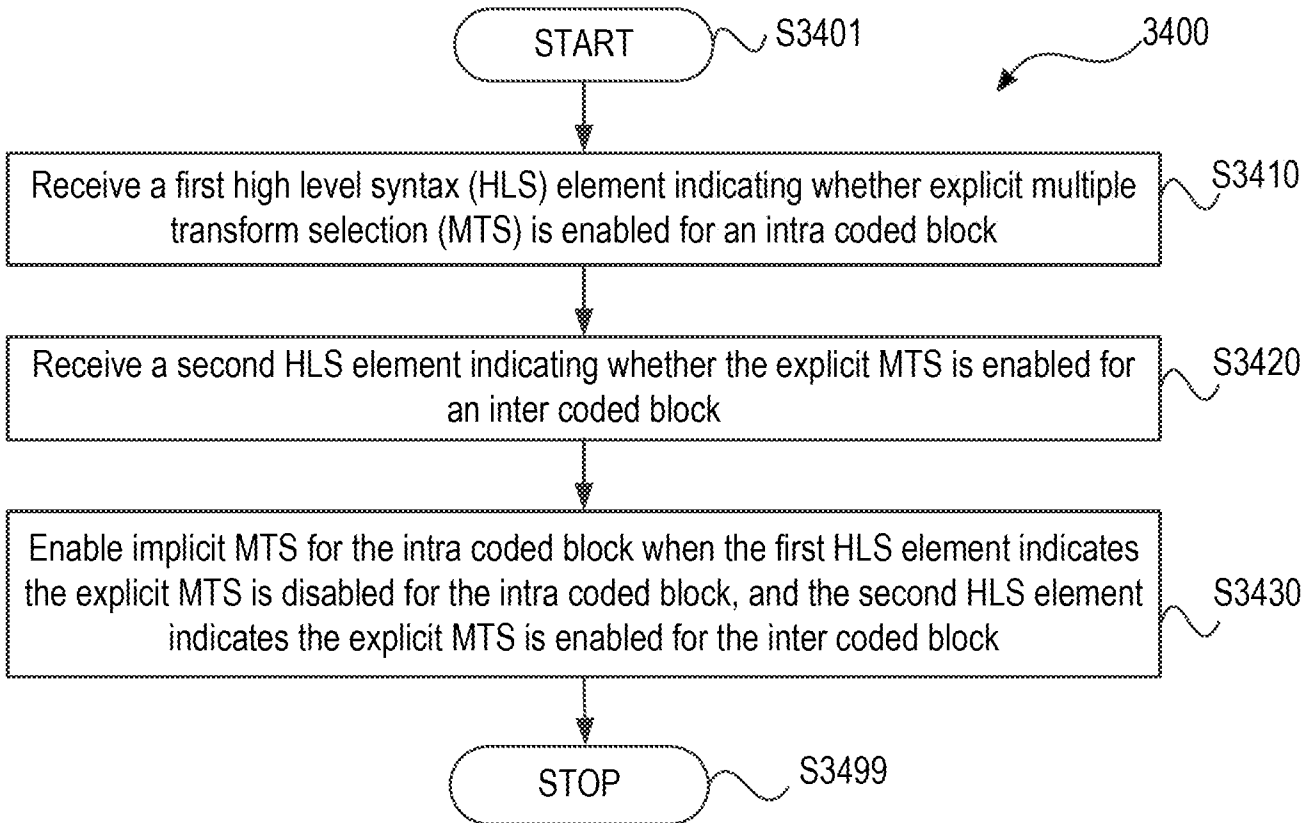 START
S3401
3400
Receive a first high level syntax (HLS) element indicating whether explicit multiple
transform selection (MTS) is enabled for an intra coded block
S3410
Receive a second HLS element indicating whether the explicit MTS is enabled for
an inter coded block
S3420
Enable implicit MTS for the intra coded block when the first HLS element indicates
the explicit MTS is disabled for the intra coded block, and the second HLS element
indicates the explicit MTS is enabled for the inter coded block
S3430
STOP
S3499